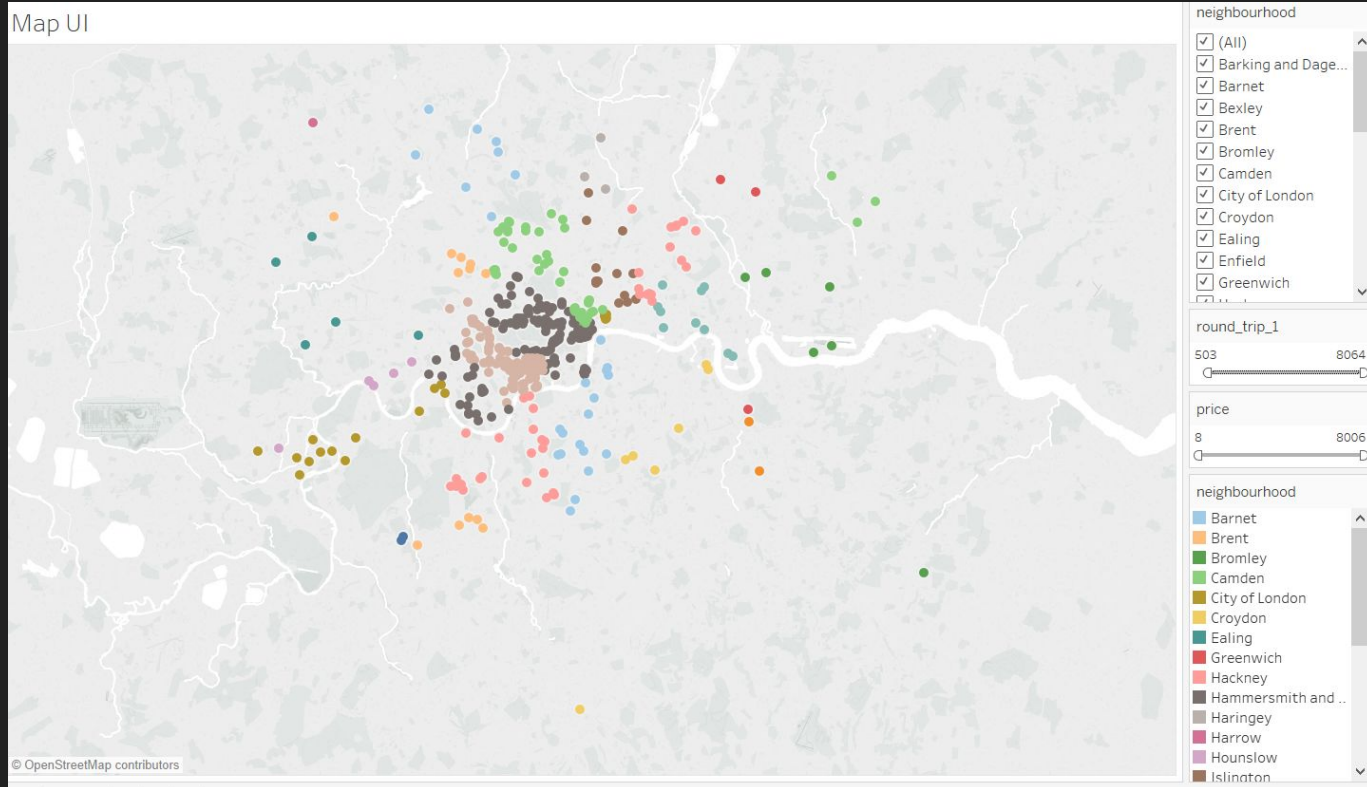 Map UI
© OpenStreetMap contributors
neighbourhood
(All)
Barking and Dage...
Barnet
Bexley
Brent
Bromley
Camden
City of London
Croydon
Ealing
Enfield
Greenwich
round_trip_1
503 8064
price
8 8006
neighbourhood
Barnet
Brent
Bromley
Camden
City of London
Croydon
Ealing
Greenwich
Hackney
Hammersmith and ..
Haringey
Harrow
Hounslow
Islington